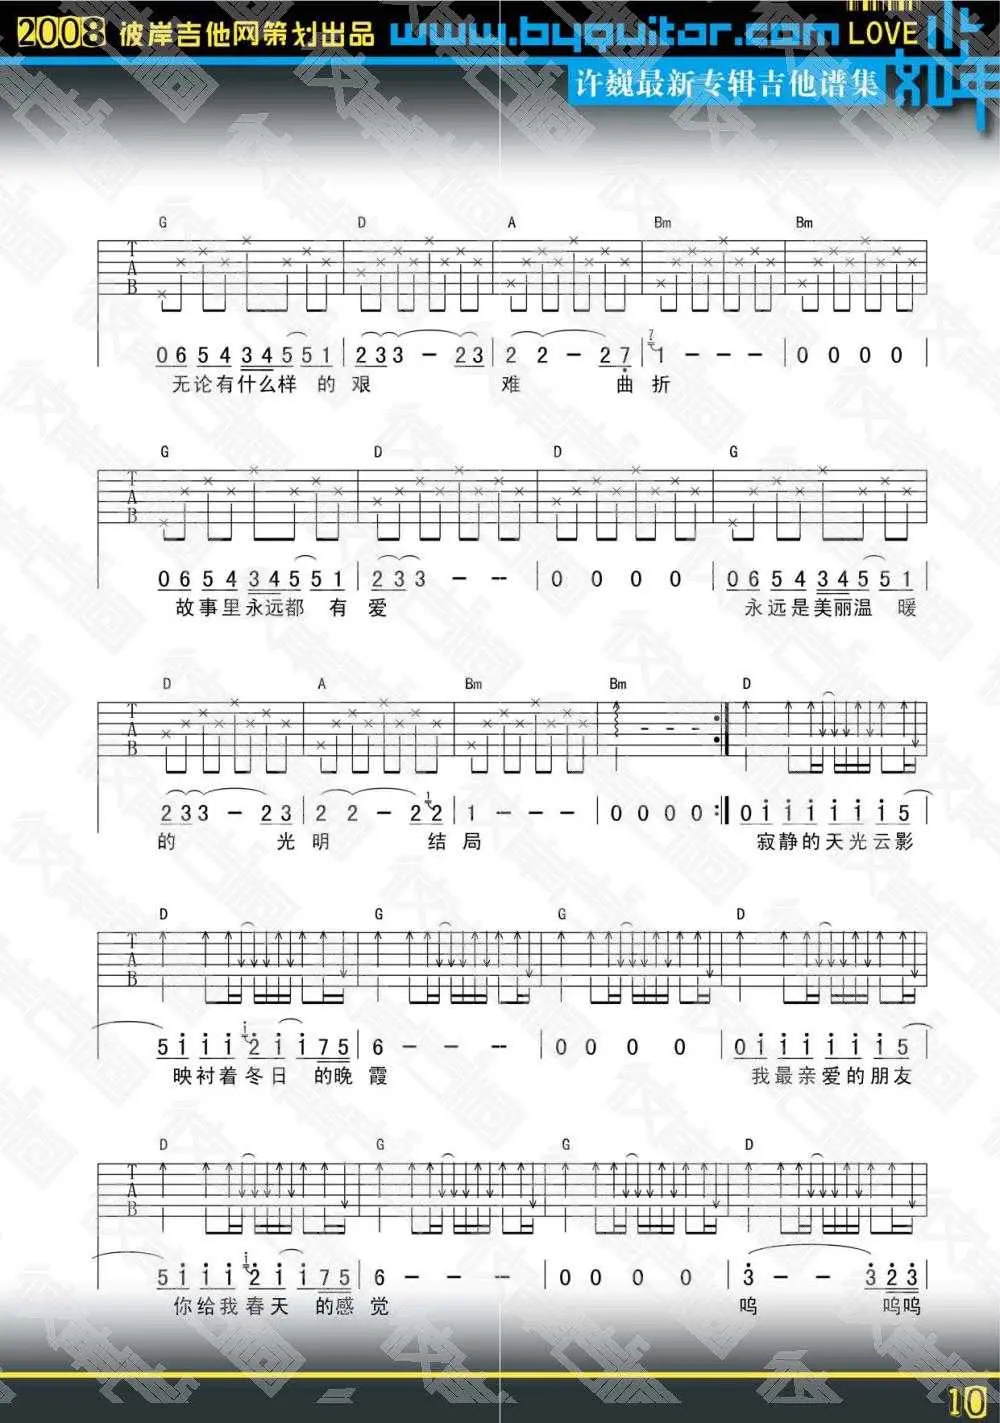 2008 彼岸吉他网策划出品 www.byguitar.com LOVE
许巍最新专辑吉他谱集
G D A Bm Bm
T
A
B
0 6 5 4 3 4 5 5 1 | 2 3 3 - 2 3 | 2 2 - 2 7 | 7 1 - - - | 0 0 0 0 |
无论有什么样 的 艰 难 曲 折
G D D G
T
A
B
0 6 5 4 3 4 5 5 1 | 2 3 3 - - | 0 0 0 0 | 0 6 5 4 3 4 5 5 1 |
故事里永远都 有 爱 永远是美丽温 暖
D A Bm Bm D
T
A
B
2 3 3 - 2 3 | 2 2 - 1 2 2 | 1 - - - | 0 0 0 0 :| 0 i i i i i i 5
的 光 明 结 局 寂静的天光云影
D G G D
T
A
B
5 i i i i 2 i i 7 5 | 6 - - - | 0 0 0 0 | 0 i i i i i i 5 |
映衬着冬日 的晚 霞 我最亲爱的朋友
D G G D
T
A
B
5 i i i i 2 i i 7 5 | 6 - - - | 0 0 0 0 | 3 - - 3 2 3 |
你给我春天 的感 觉 呜 呜呜
10